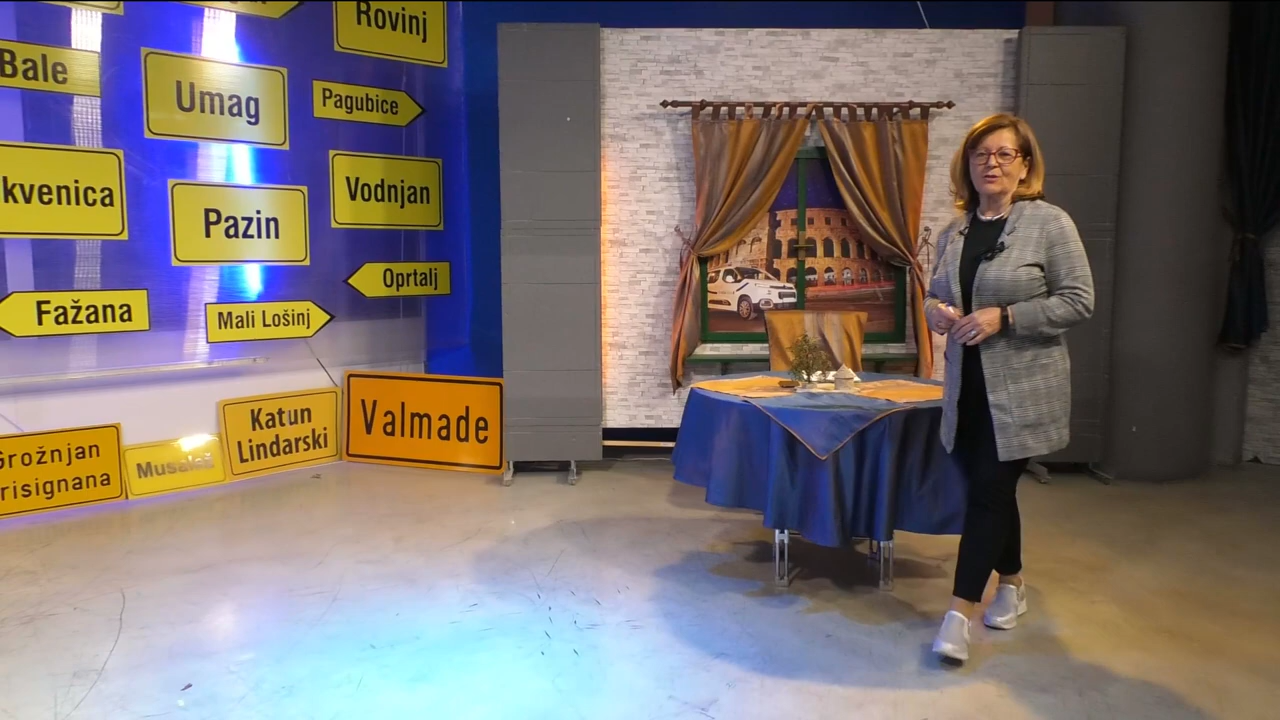 Rovinj
Bale
Umag
Pagubice
kvenica
Pazin
Vodnjan
Oprtalj
Fažana
Mali Lošinj
Katun
Lindarski
Valmade
Grožnjan
risignana